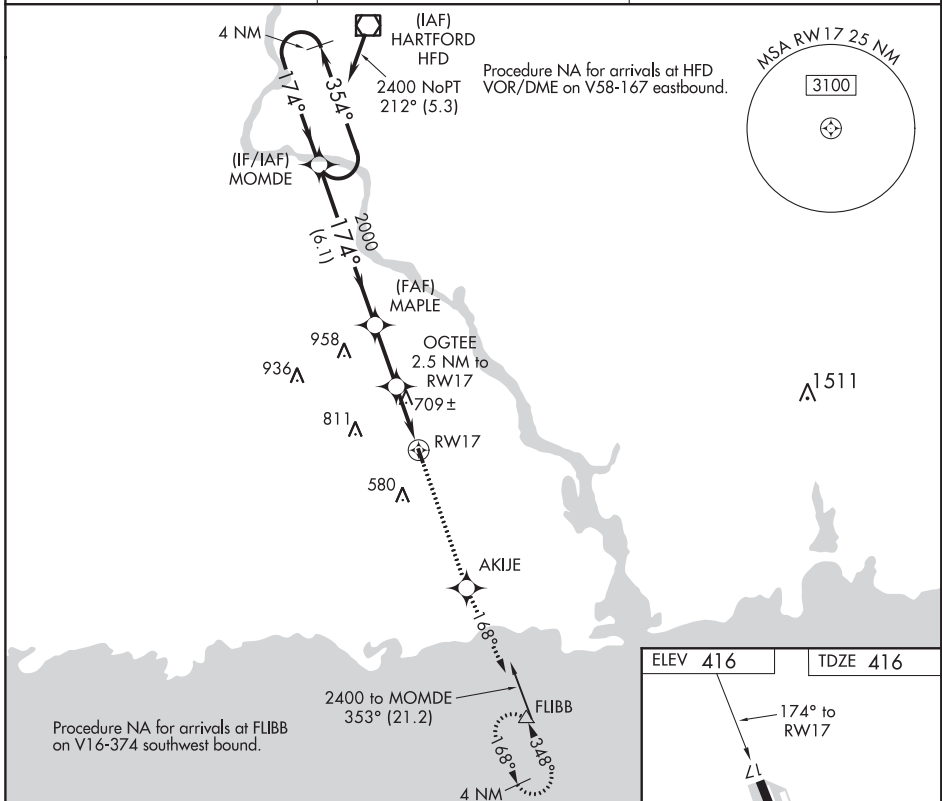 4 NM
(IAF)
HARTFORD
HFD
2400 NoPT
212° (5.3)
Procedure NA for arrivals at HFD
VOR/DME on V58-167 eastbound.
MSA RW17 25 NM
3100
174°
354°
(IF/IAF)
MOMDE
2000
174°
(6.1)
(FAF)
MAPLE
958
OGTEE
2.5 NM to
RW17
936
709±
1511
811
RW17
580
AKIJE
168°
2400 to MOMDE
353° (21.2)
FLIBB
Procedure NA for arrivals at FLIBB
on V16-374 southwest bound.
168°
348°
4 NM
ELEV 416
TDZE 416
174° to
RW17
17